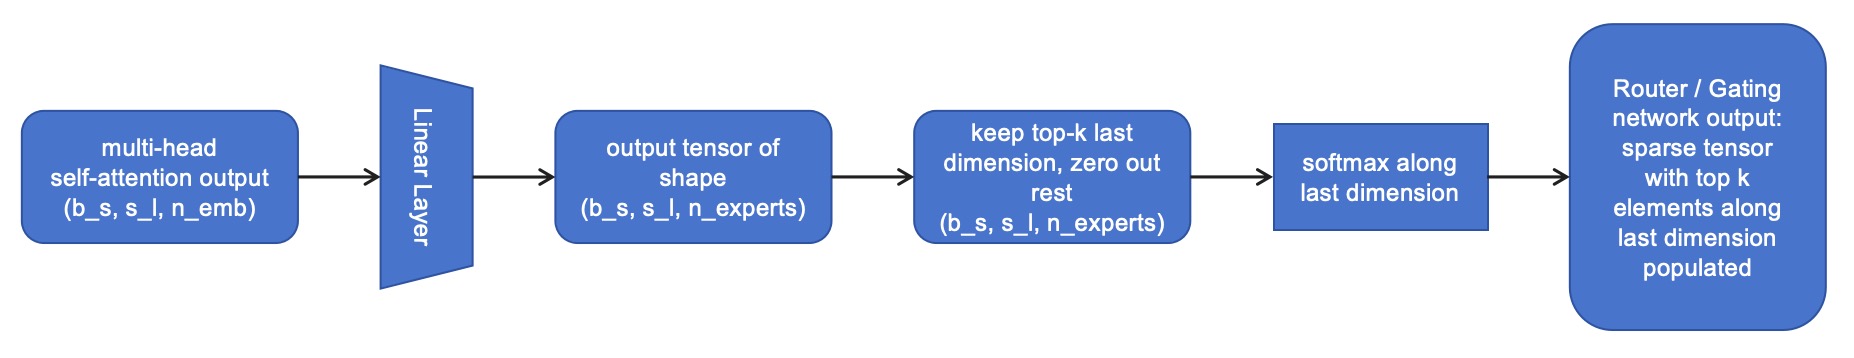 multi-head
self-attention output
(b_s, s_l, n_emb)
Linear Layer
output tensor of
shape
(b_s, s_l, n_experts)
keep top-k last
dimension, zero out
rest
(b_s, s_l, n_experts)
softmax along
last dimension
Router / Gating
network output:
sparse tensor
with top k
elements along
last dimension
populated